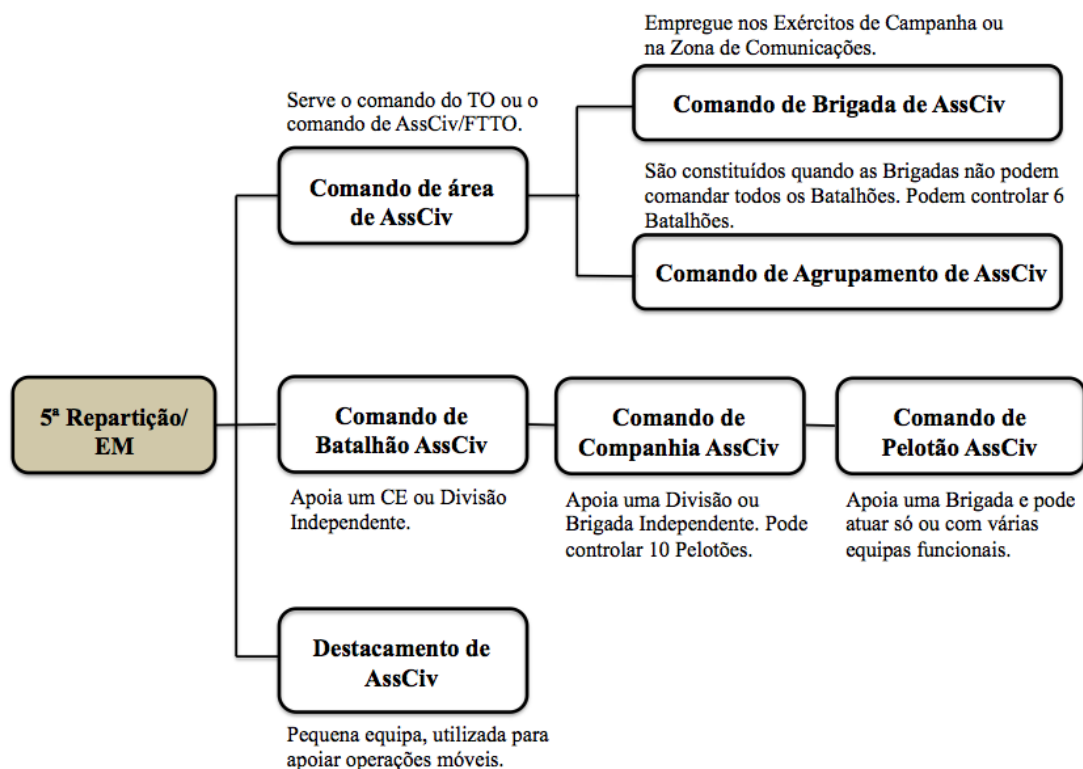 Empregue nos Exércitos de Campanha ou
na Zona de Comunicações.
Serve o comando do TO ou o
comando de AssCiv/FTTO.
Comando de Brigada de AssCiv
Comando de área
de AssCiv
São constituídos quando as Brigadas não podem
comandar todos os Batalhões. Podem controlar 6
Batalhões.
Comando de Agrupamento de AssCiv
5ª Repartição/
EM
Comando de
Batalhão AssCiv
Apoia um CE ou Divisão
Independente.
Comando de
Companhia AssCiv
Apoia uma Divisão ou
Brigada Independente. Pode
controlar 10 Pelotões.
Comando de
Pelotão AssCiv
Apoia uma Brigada e pode
atuar só ou com várias
equipas funcionais.
Destacamento de
AssCiv
Pequena equipa, utilizada para
apoiar operações móveis.